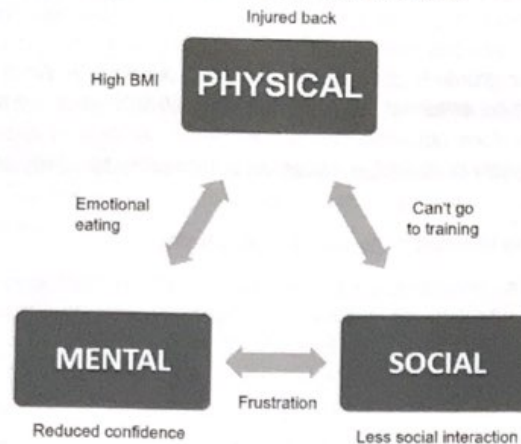 Injured back
High BMI
PHYSICAL
Emotional
eating
Can't go
to training
MENTAL
SOCIAL
Frustration
Reduced confidence
Less social interaction